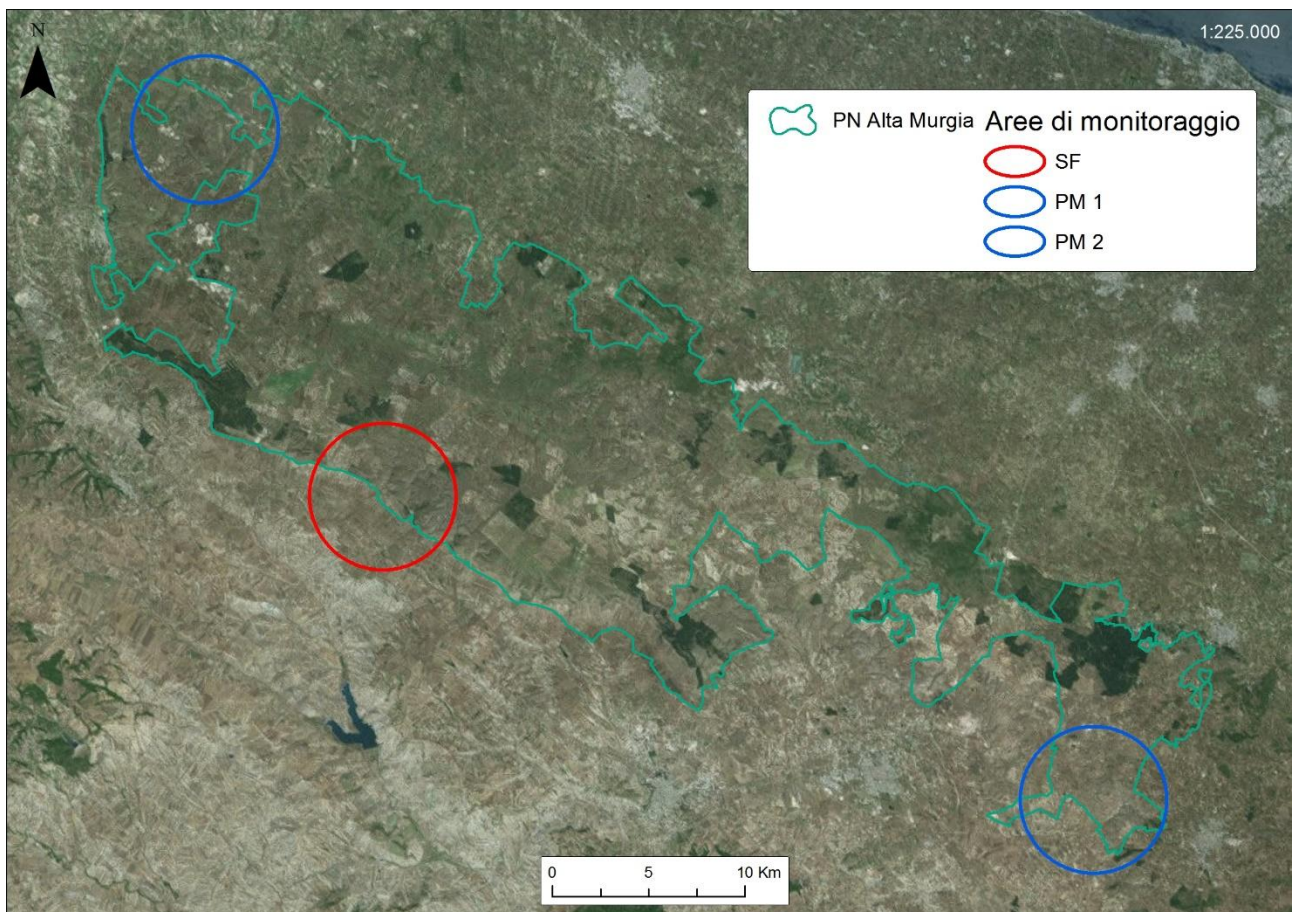 N
1:225.000
PN Alta Murgia
Aree di monitoraggio
SF
PM 1
PM 2
0 5 10 Km